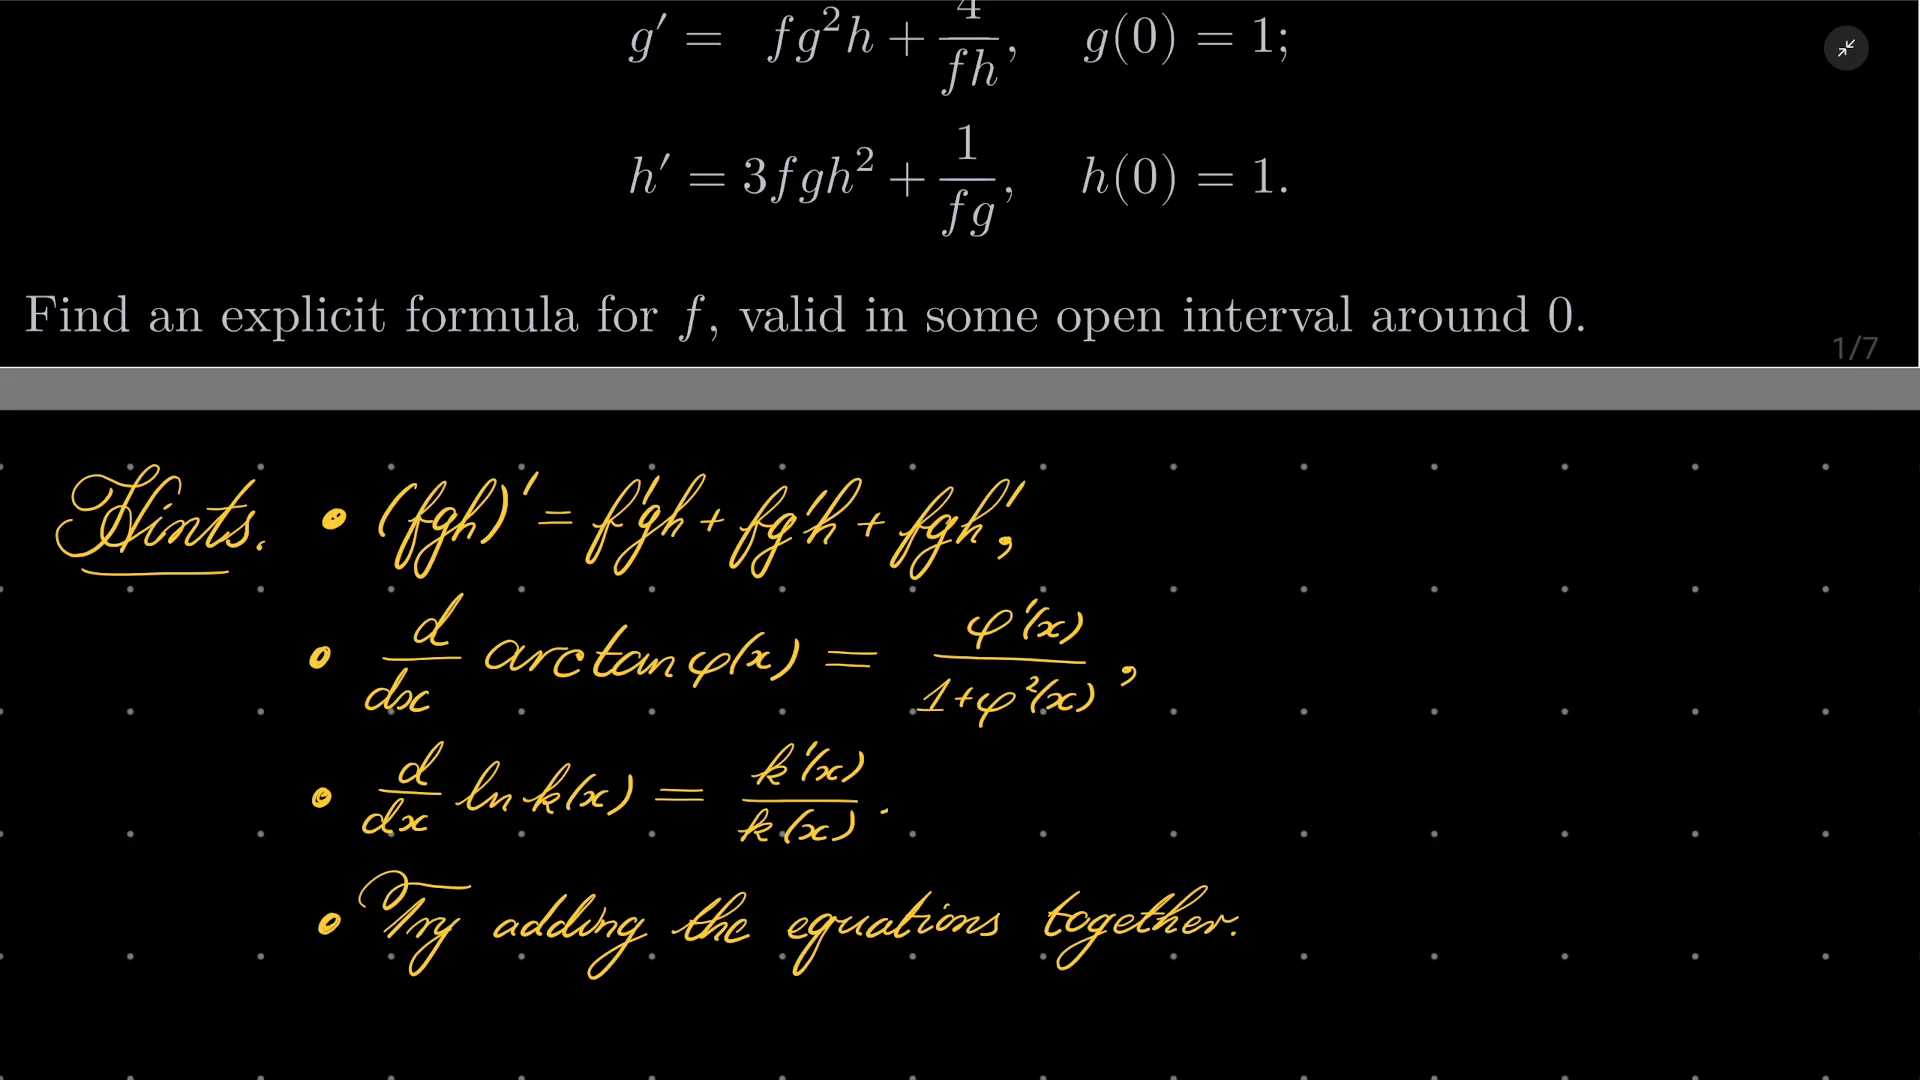 g′ = fg²h + 4/(fh), g(0) = 1;
h′ = 3fgh² + 1/(fg), h(0) = 1.
Find an explicit formula for f, valid in some open interval around 0.
1/7
Hints. • (fgh)′ = f′gh + fg′h + fgh′;
• d/dx arctan φ(x) = φ′(x)/(1+φ²(x)),
• d/dx ln k(x) = k′(x)/k(x).
• Try adding the equations together.